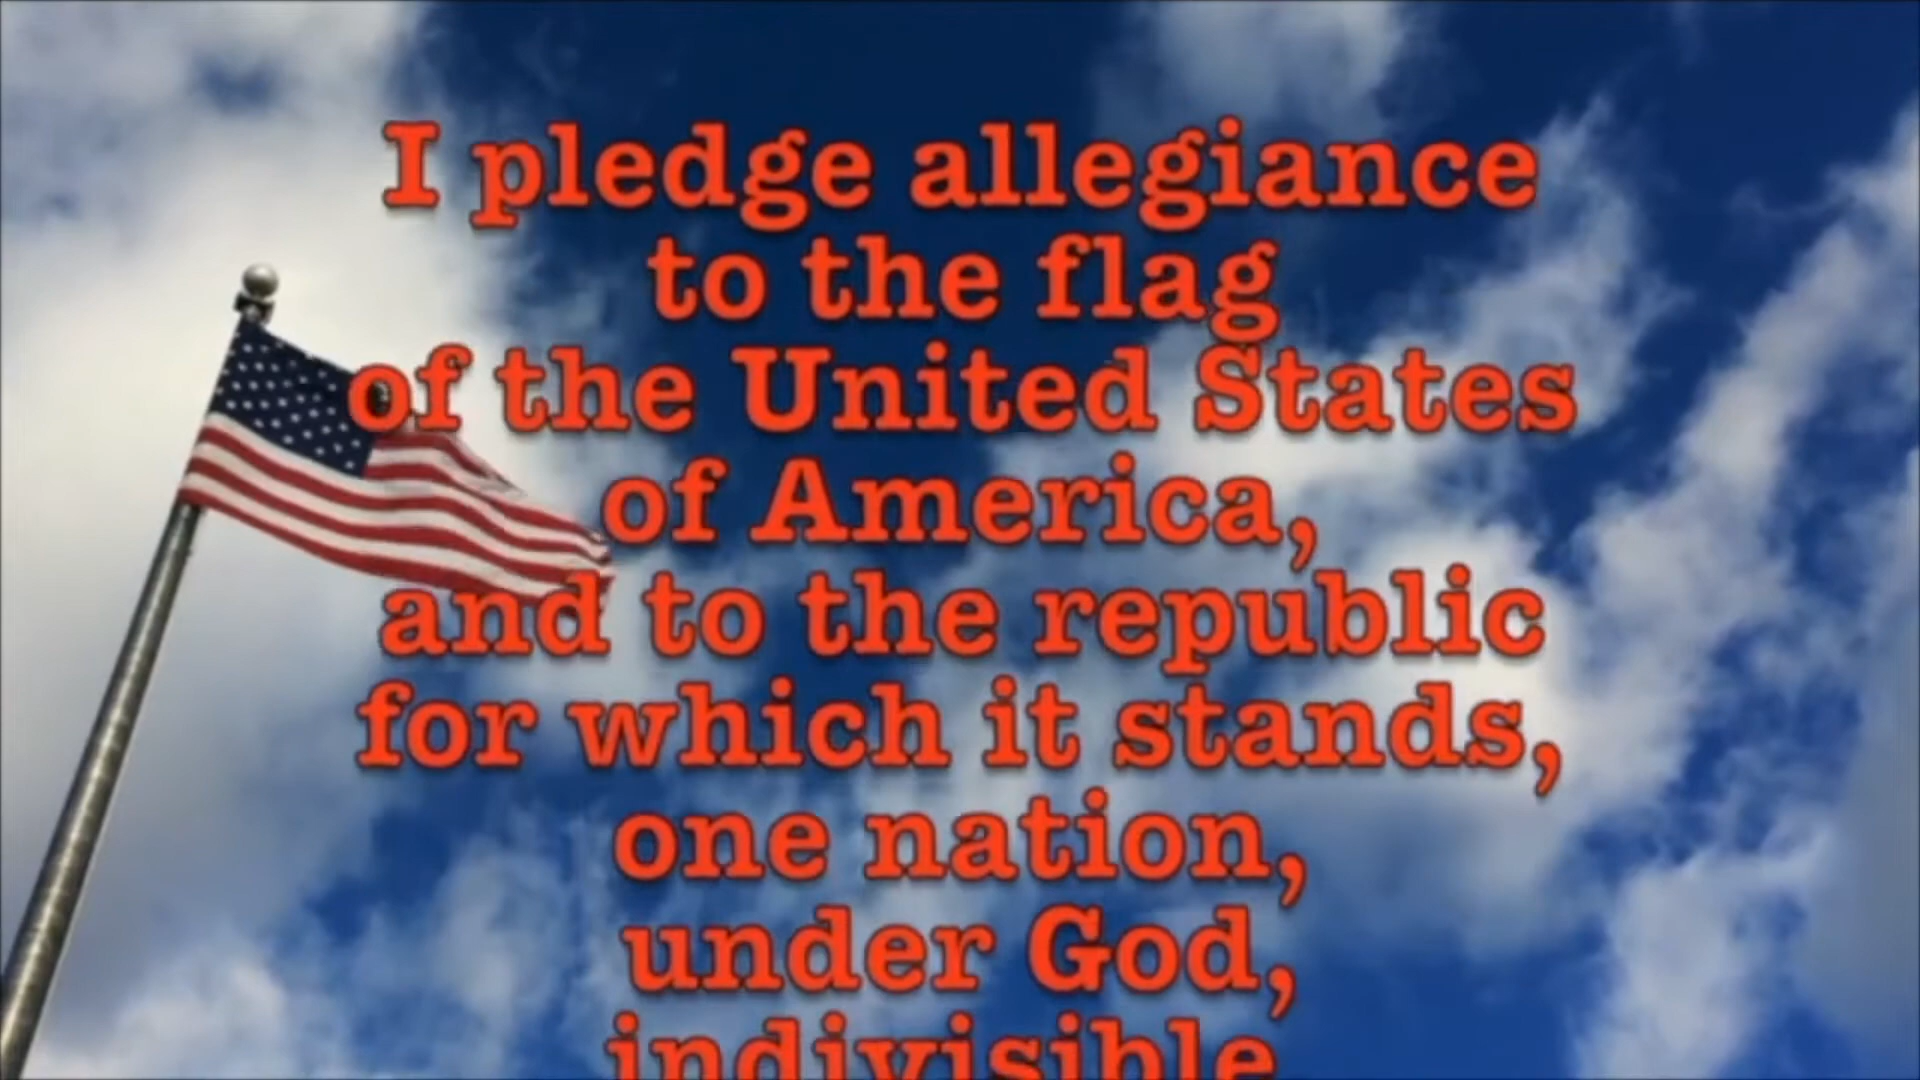 I pledge allegiance
to the flag
of the United States
of America,
and to the republic
for which it stands,
one nation,
under God,
indivisible